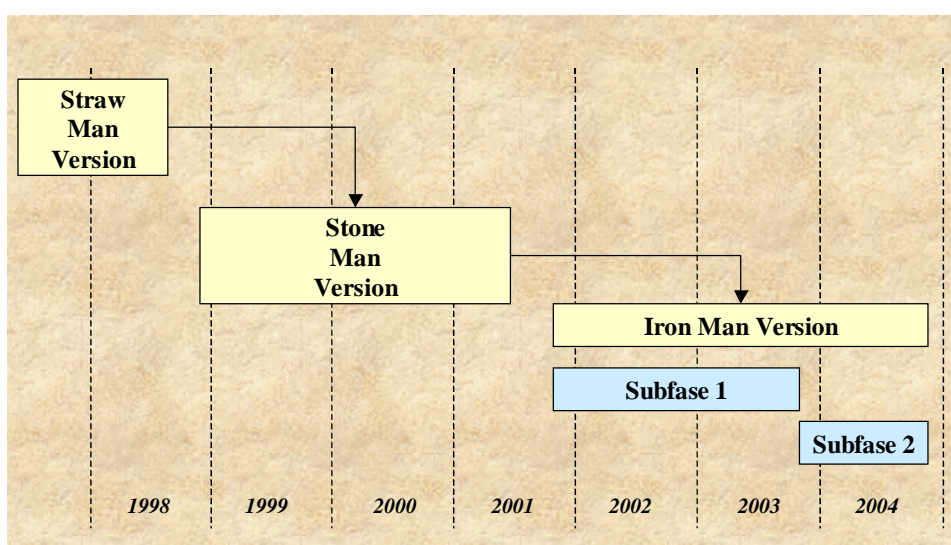 Straw
Man
Version
Stone
Man
Version
Iron Man Version
Subfase 1
Subfase 2
1998 1999 2000 2001 2002 2003 2004